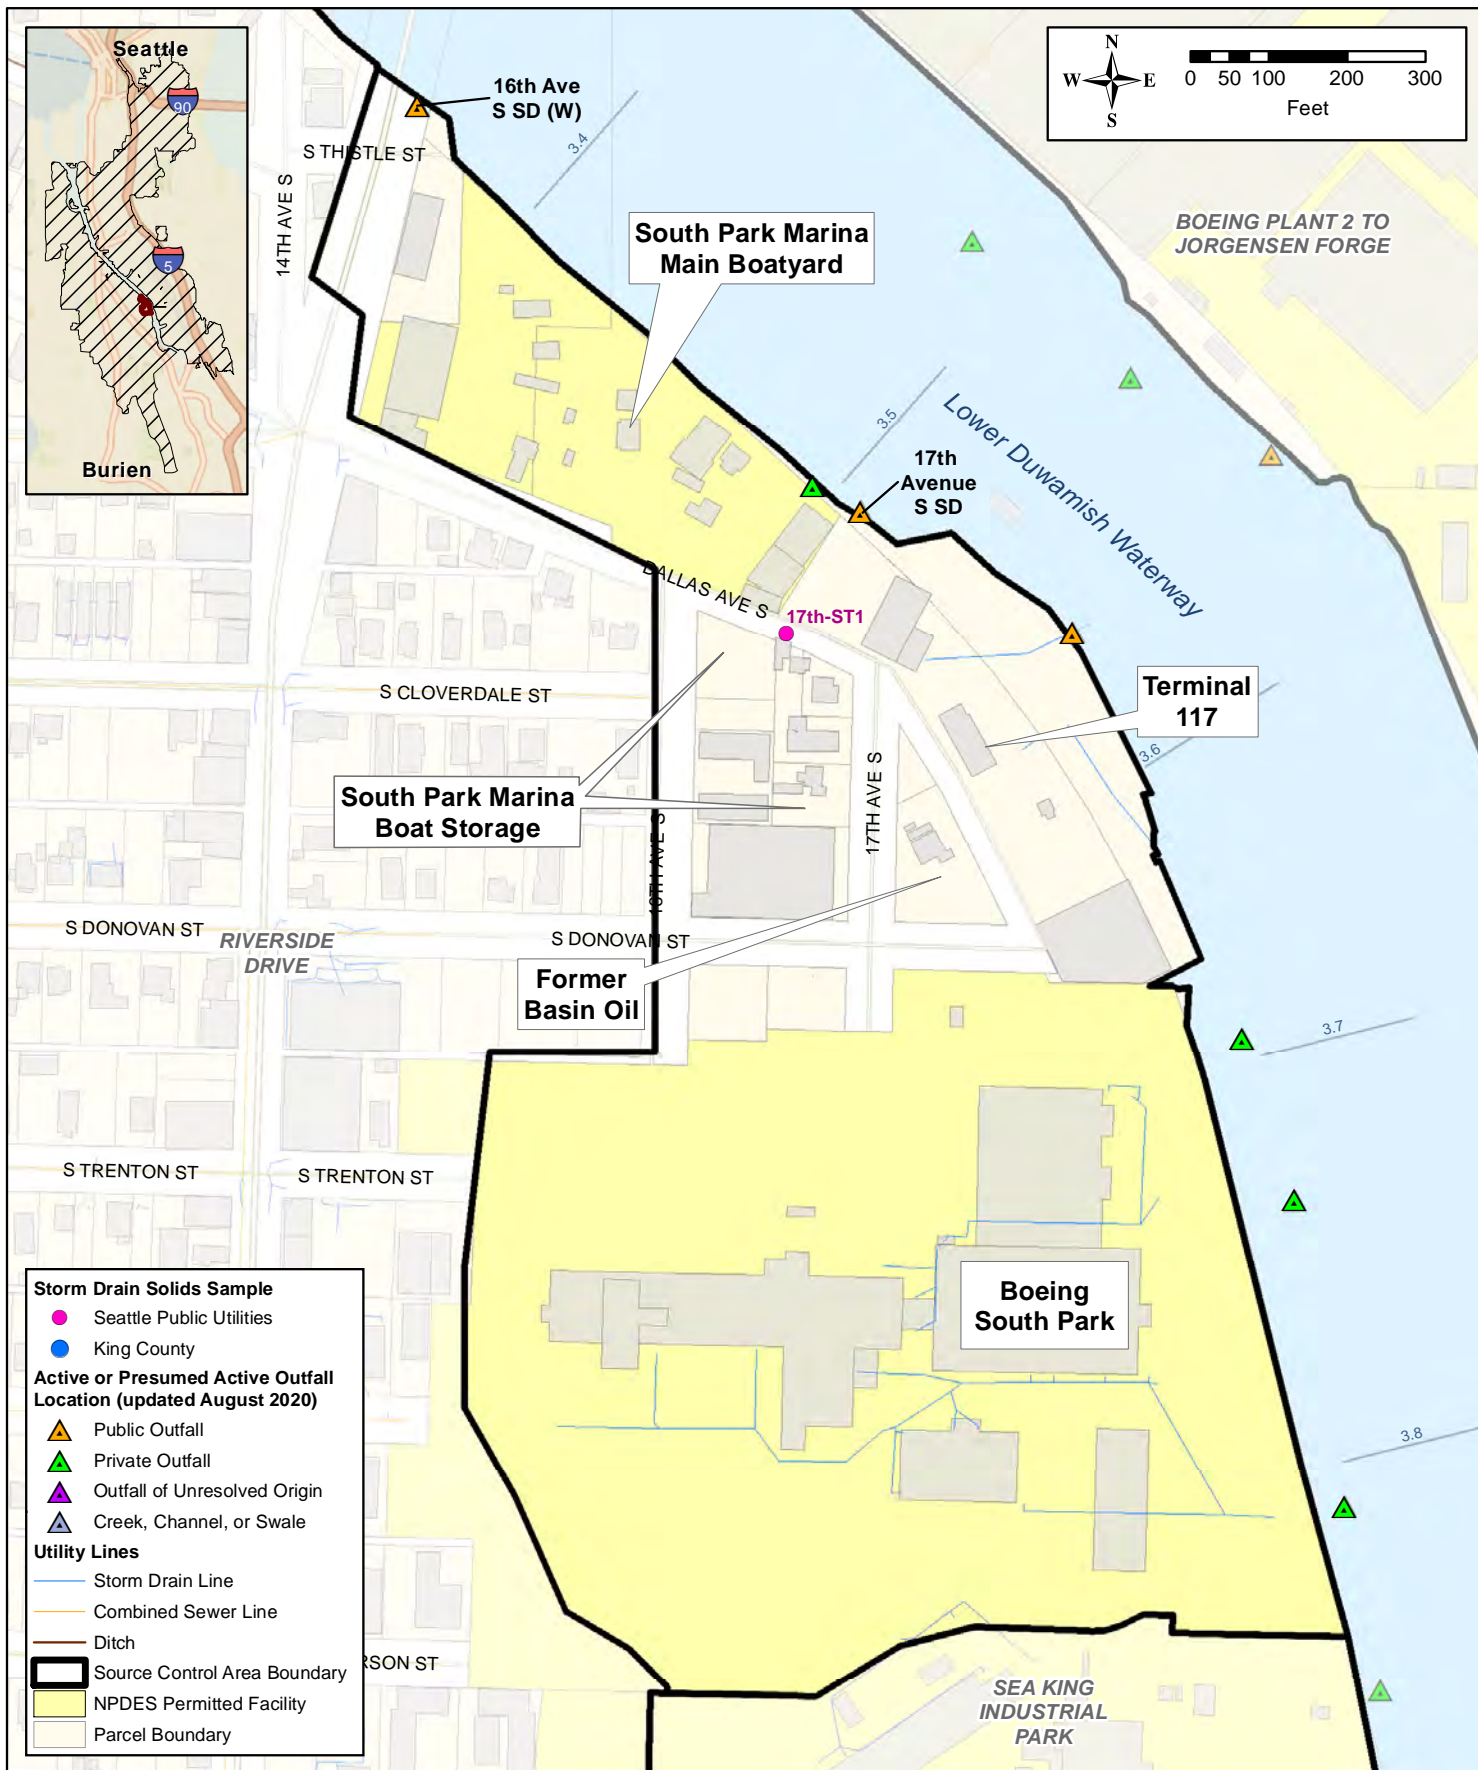 Seattle
90
5
Burien
N
W
E
S
0 50 100 200 300
Feet
16th Ave
S SD (W)
S THISTLE ST
14TH AVE S
3.4
South Park Marina
Main Boatyard
BOEING PLANT 2 TO
JORGENSEN FORGE
3.5
Lower Duwamish Waterway
17th
Avenue
S SD
DALLAS AVE S
17th-ST1
S CLOVERDALE ST
Terminal
117
3.6
South Park Marina
Boat Storage
16TH AVE S
17TH AVE S
S DONOVAN ST
RIVERSIDE
DRIVE
S DONOVAN ST
Former
Basin Oil
3.7
S TRENTON ST
S TRENTON ST
Boeing
South Park
3.8
RSON ST
SEA KING
INDUSTRIAL
PARK
Storm Drain Solids Sample
Seattle Public Utilities
King County
Active or Presumed Active Outfall
Location (updated August 2020)
Public Outfall
Private Outfall
Outfall of Unresolved Origin
Creek, Channel, or Swale
Utility Lines
Storm Drain Line
Combined Sewer Line
Ditch
Source Control Area Boundary
NPDES Permitted Facility
Parcel Boundary